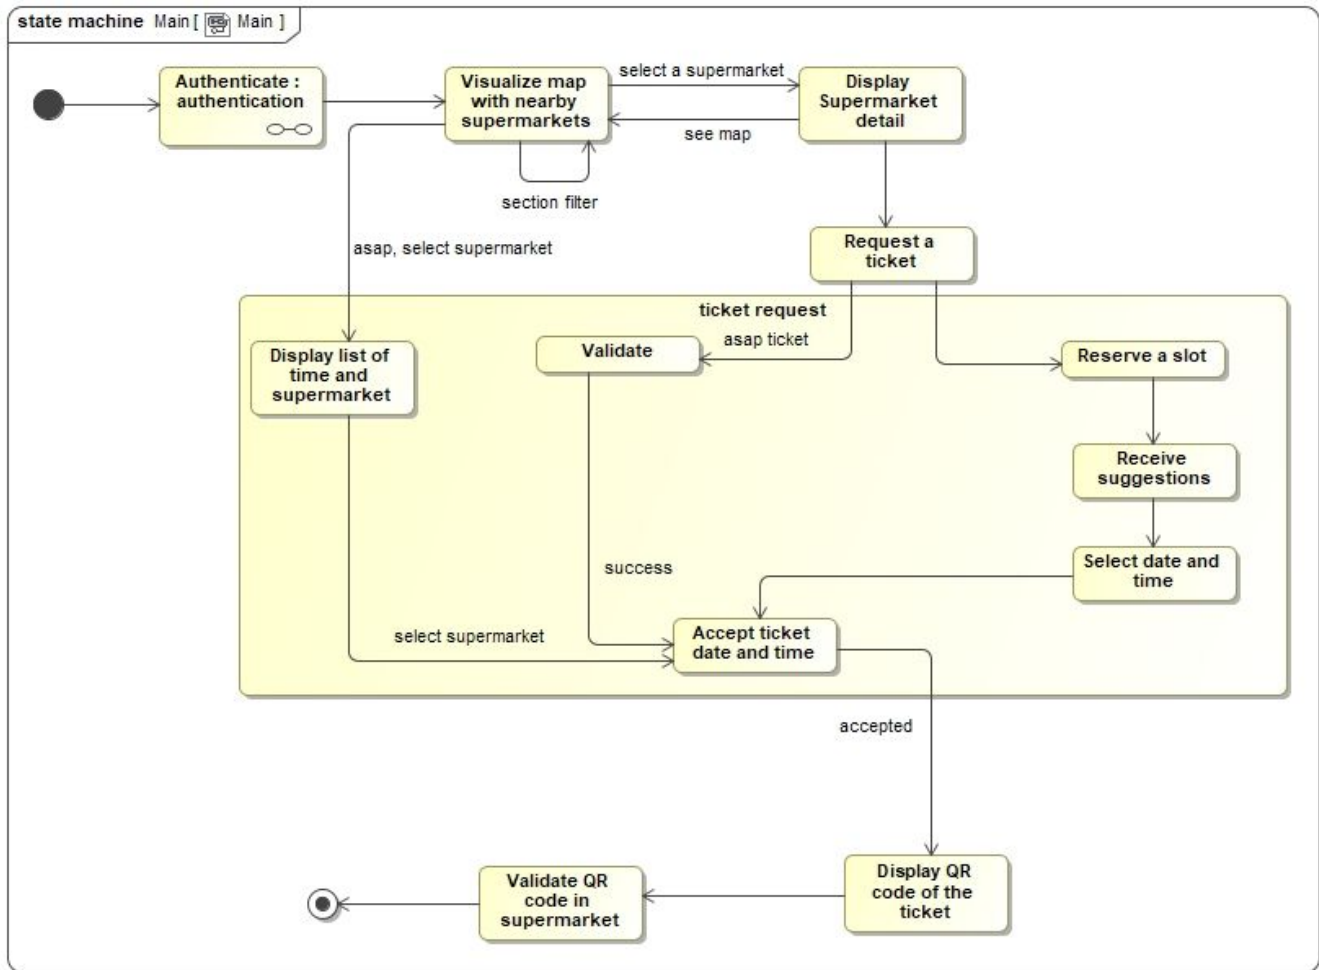 state machine Main [ Main ]
Authenticate :
authentication
Visualize map
with nearby
supermarkets
select a supermarket
Display
Supermarket
detail
see map
section filter
asap, select supermarket
Request a
ticket
ticket request
Display list of
time and
supermarket
Validate
asap ticket
Reserve a slot
Receive
suggestions
Select date and
time
success
select supermarket
Accept ticket
date and time
accepted
Display QR
code of the
ticket
Validate QR
code in
supermarket